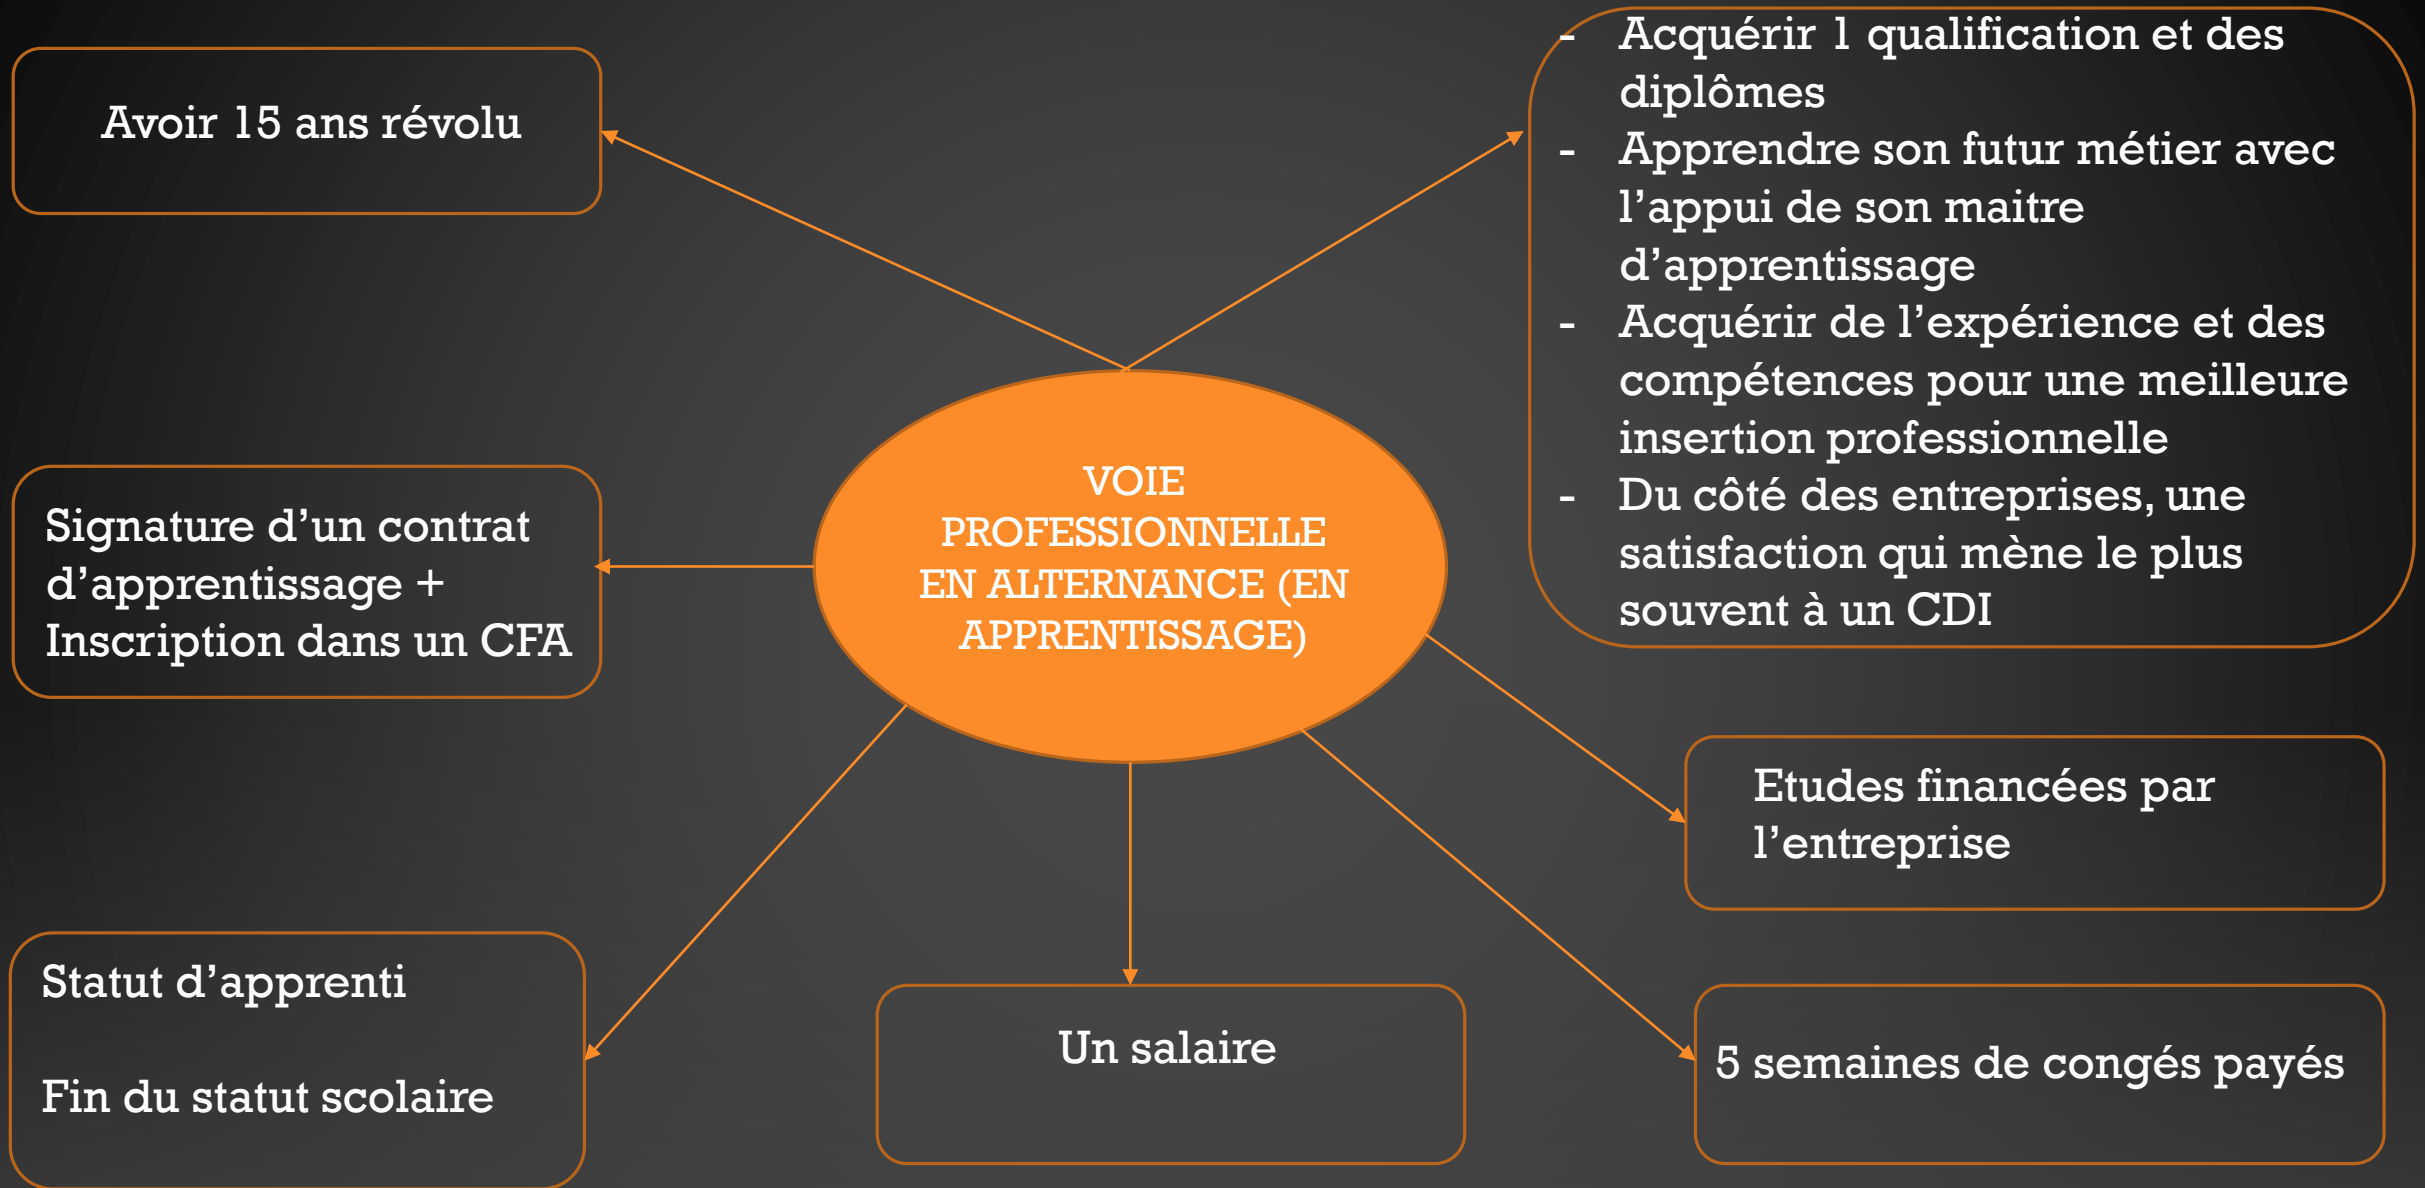 Avoir 15 ans révolu
- Acquérir 1 qualification et des
diplômes
- Apprendre son futur métier avec
l’appui de son maitre
d’apprentissage
- Acquérir de l’expérience et des
compétences pour une meilleure
insertion professionnelle
- Du côté des entreprises, une
satisfaction qui mène le plus
souvent à un CDI
Signature d’un contrat
d’apprentissage +
Inscription dans un CFA
VOIE
PROFESSIONNELLE
EN ALTERNANCE (EN
APPRENTISSAGE)
Etudes financées par
l’entreprise
Statut d’apprenti
Fin du statut scolaire
Un salaire
5 semaines de congés payés